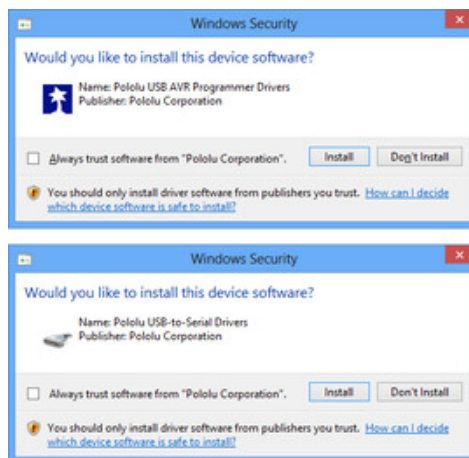 Windows Security
Would you like to install this device software?
Name: Pololu USB AVR Programmer Drivers
Publisher: Pololu Corporation
Always trust software from "Pololu Corporation".
Install
Don't Install
You should only install driver software from publishers you trust. How can I decide
which device software is safe to install?
Windows Security
Would you like to install this device software?
Name: Pololu USB-to-Serial Drivers
Publisher: Pololu Corporation
Always trust software from "Pololu Corporation".
Install
Don't Install
You should only install driver software from publishers you trust. How can I decide
which device software is safe to install?